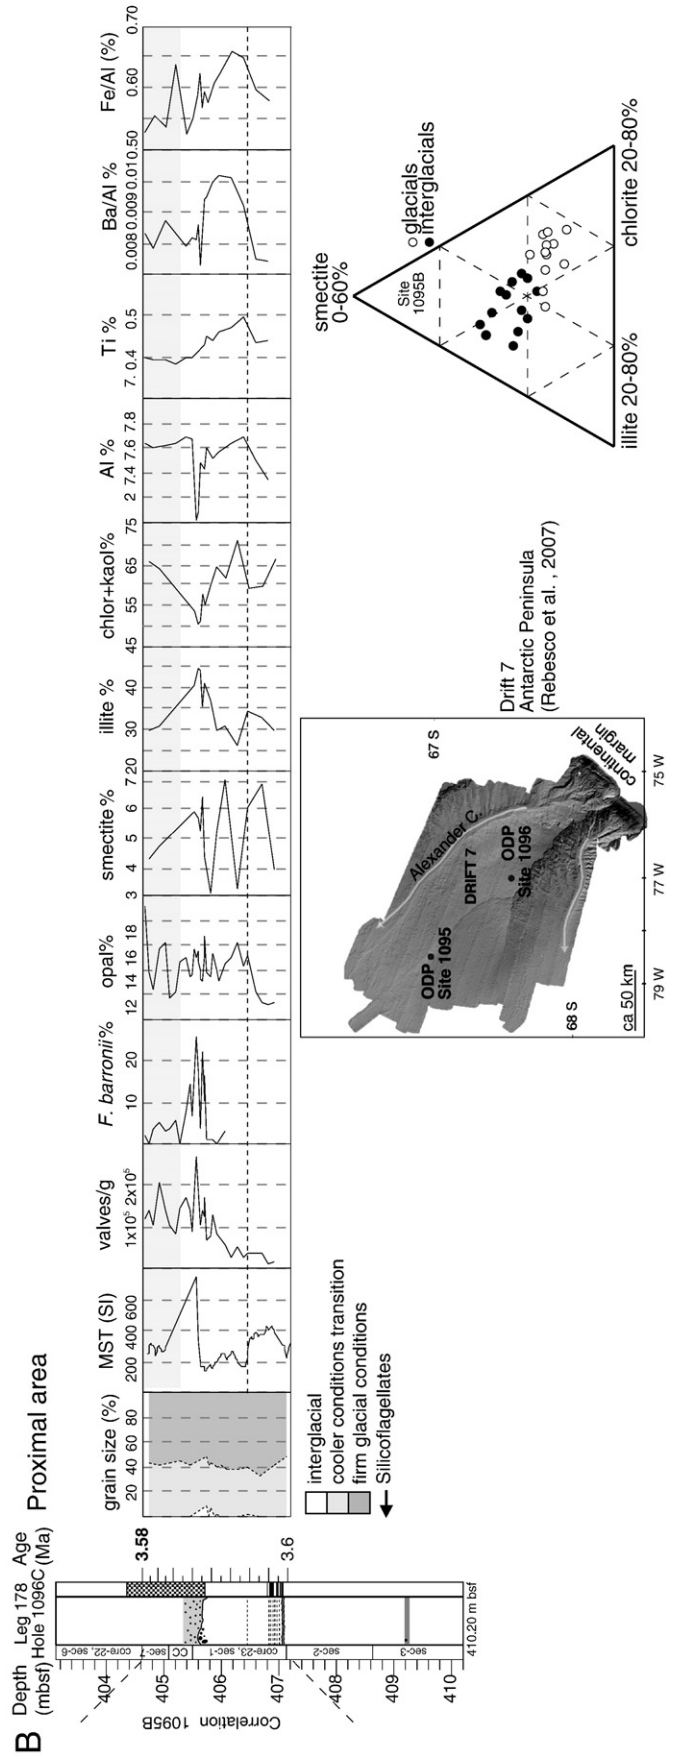 B
Proximal area
Depth
(mbsf)
Leg 178
Hole 1096C
Age
(Ma)
404
405
406
407
408
409
410
Correlation 1095B
core-22, sec-6
sec-7
CC
core-23, sec-1
sec-2
sec-3
410.20 m bsf
3.58
3.6
grain size (%)
20 40 60 80
MST (SI)
200 400 600
valves/g
1x10⁵ 2x10⁵
F. barronii%
10 20
opal%
12 14 16 18
smectite%
3 4 5 6 7
illite %
20 30 40
chlor+kaol%
45 55 65 75
Al %
2 7.4 7.6 7.8
Ti %
7. 0.4 0.5
Ba/Al %
0.008 0.009 0.01
Fe/Al (%)
0.50 0.60 0.70
interglacial
cooler conditions transition
firm glacial conditions
Silicoflagellates
67 S
68 S
79 W
77 W
75 W
ca 50 km
ODP
Site 1095
Alexander C.
DRIFT 7
ODP
Site 1096
continental
margin
Drift 7
Antarctic Peninsula
(Rebesco et al. , 2007)
smectite
0-60%
Site
1095B
glacials
interglacials
illite 20-80%
chlorite 20-80%